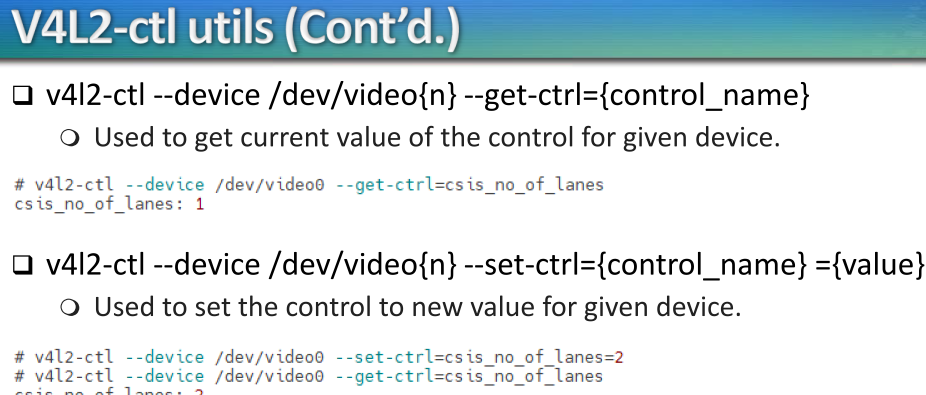 V4L2-ctl utils (Cont’d.)
❑ v4l2-ctl --device /dev/video{n} --get-ctrl={control_name}
❍ Used to get current value of the control for given device.
# v4l2-ctl --device /dev/video0 --get-ctrl=csis_no_of_lanes
csis_no_of_lanes: 1
❑ v4l2-ctl --device /dev/video{n} --set-ctrl={control_name} ={value}
❍ Used to set the control to new value for given device.
# v4l2-ctl --device /dev/video0 --set-ctrl=csis_no_of_lanes=2
# v4l2-ctl --device /dev/video0 --get-ctrl=csis_no_of_lanes
csis_no_of_lanes: 2